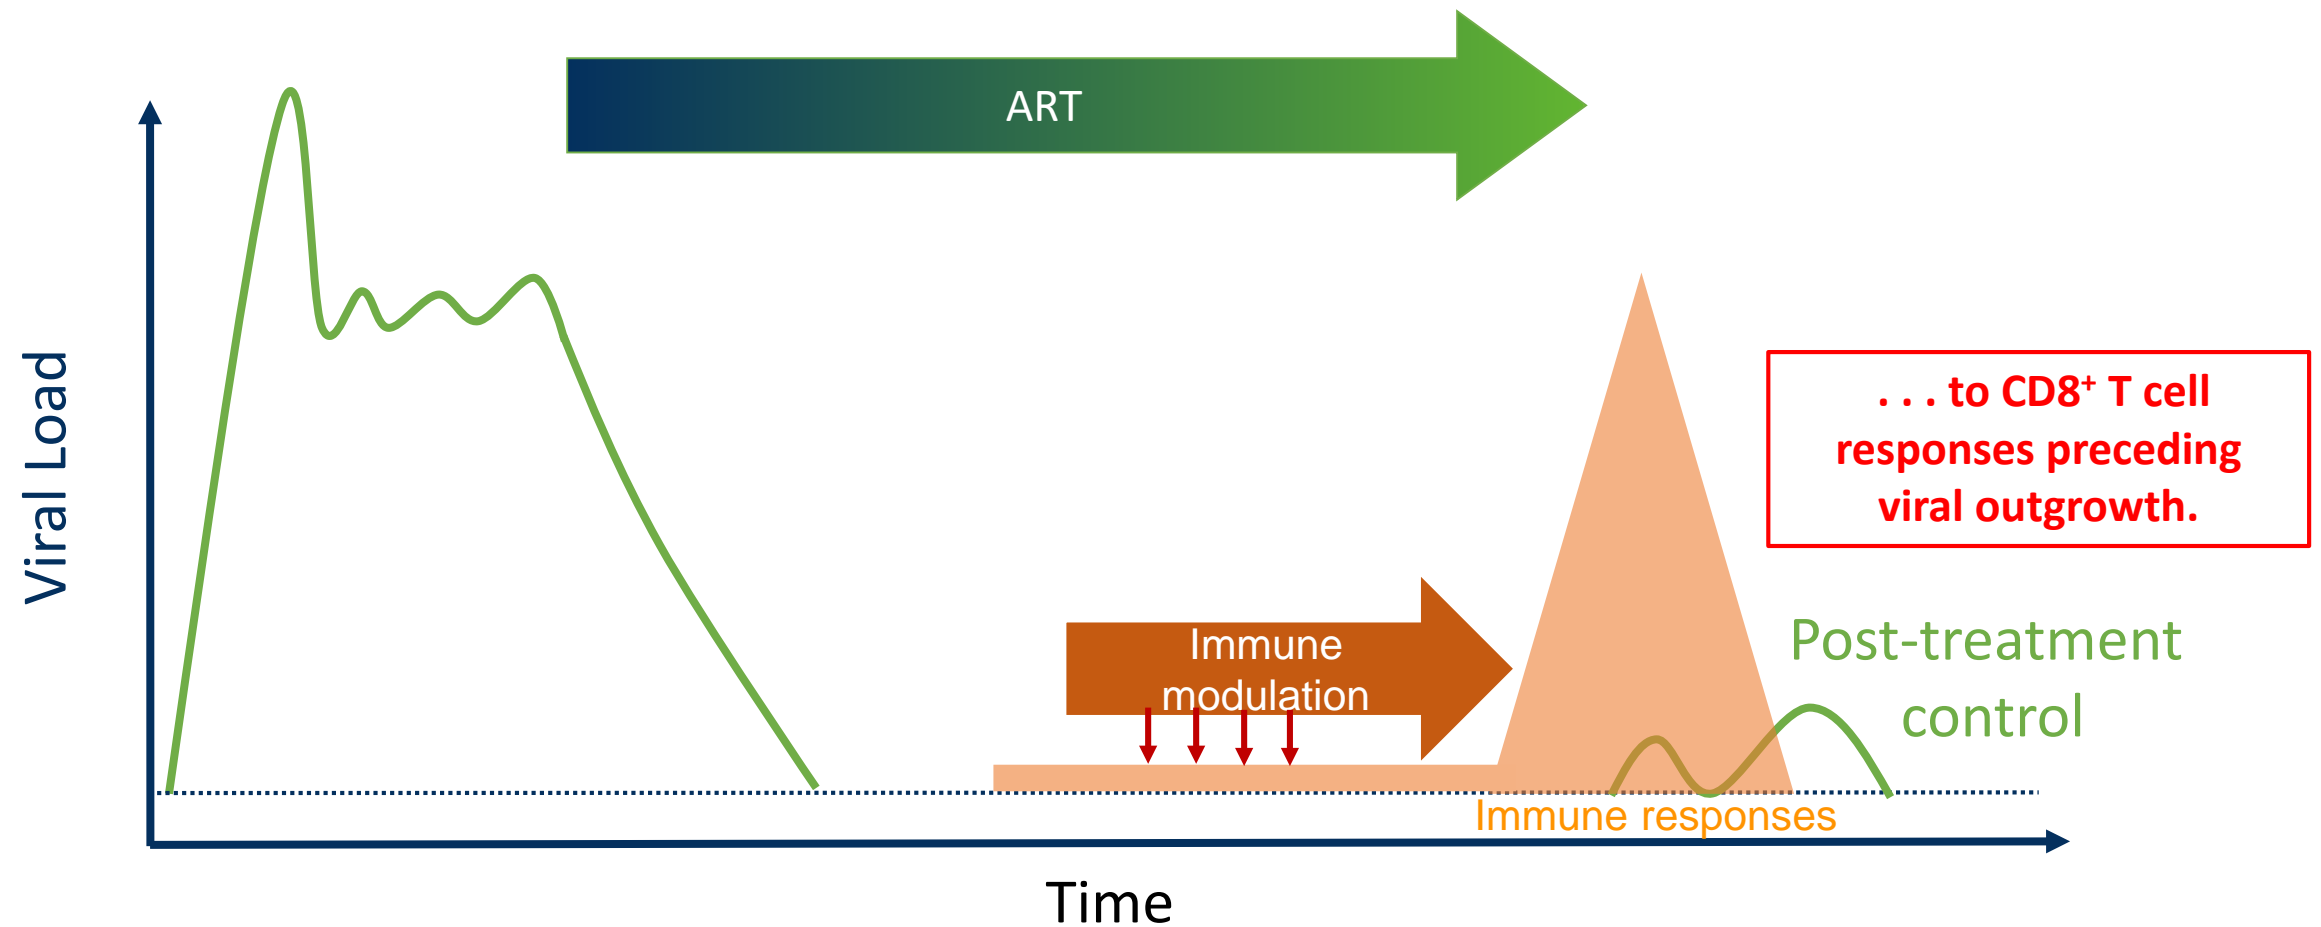 ART
Viral Load
. . . to CD8⁺ T cell
responses preceding
viral outgrowth.
Immune
modulation
Post-treatment
control
Immune responses
Time